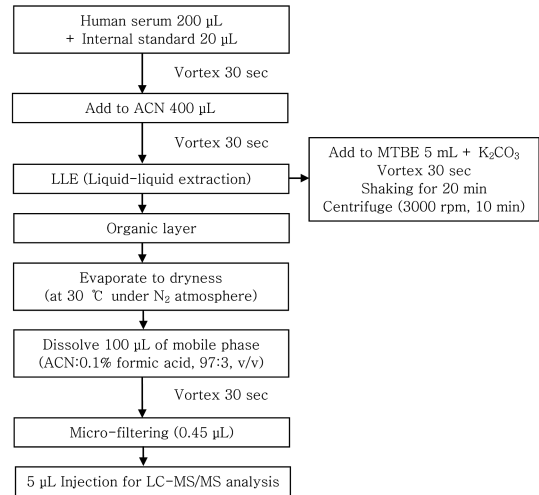 Human serum 200 µL
+ Internal standard 20 µL
Vortex 30 sec
Add to ACN 400 µL
Vortex 30 sec
LLE (Liquid-liquid extraction)
Add to MTBE 5 mL + K₂CO₃
Vortex 30 sec
Shaking for 20 min
Centrifuge (3000 rpm, 10 min)
Organic layer
Evaporate to dryness
(at 30 ℃ under N₂ atmosphere)
Dissolve 100 µL of mobile phase
(ACN:0.1% formic acid, 97:3, v/v)
Vortex 30 sec
Micro-filtering (0.45 µL)
5 µL Injection for LC-MS/MS analysis